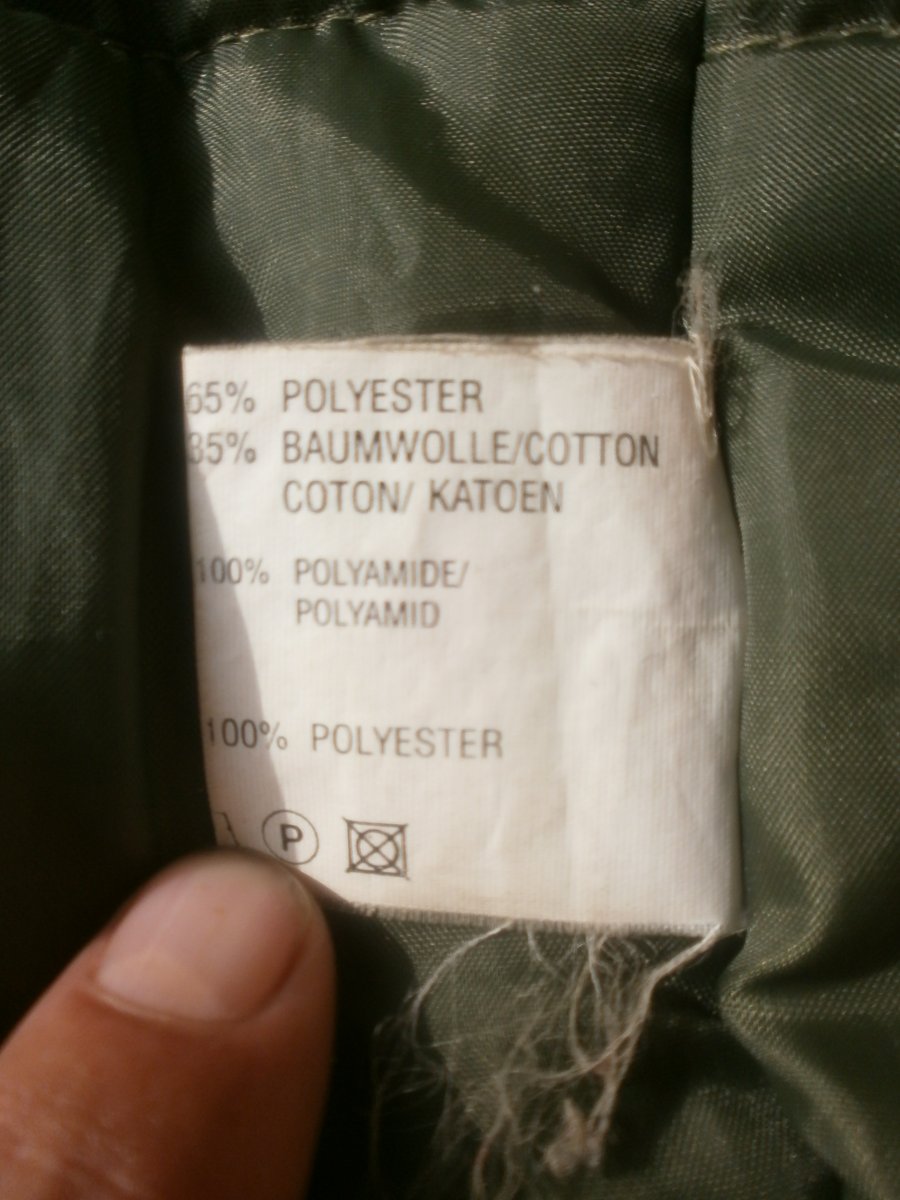 65% POLYESTER
35% BAUMWOLLE/COTTON
COTON/ KATOEN
100% POLYAMIDE/
POLYAMID
100% POLYESTER
P